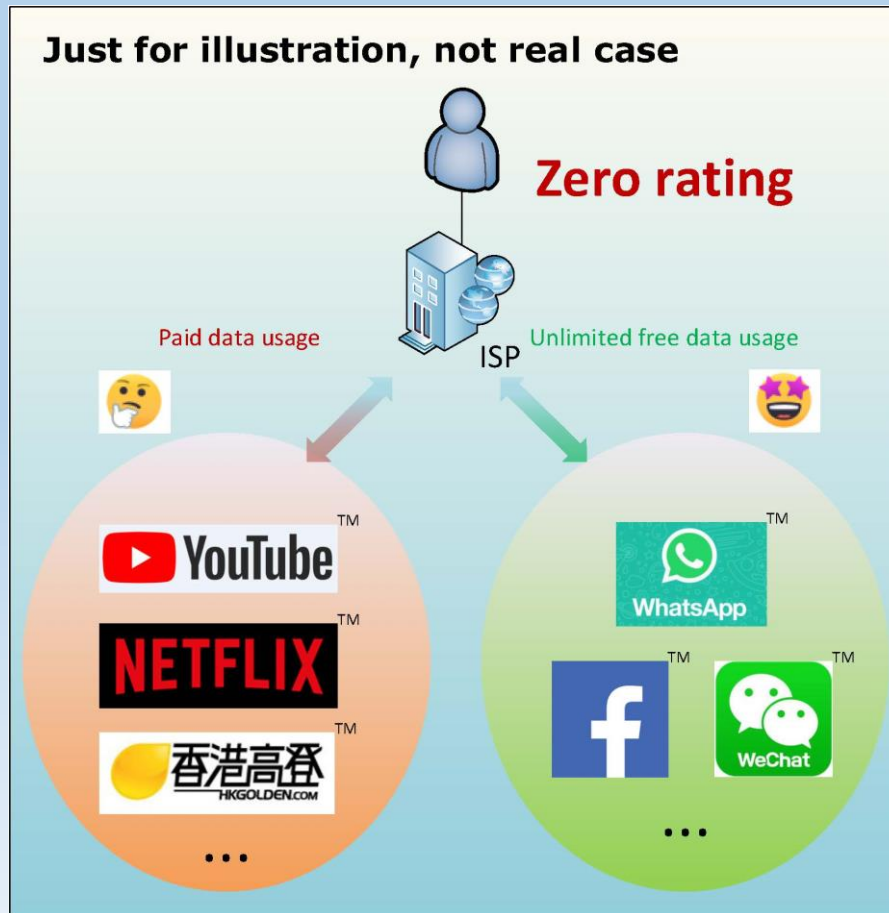 Just for illustration, not real case
Zero rating
ISP
Paid data usage
Unlimited free data usage
YouTube TM
NETFLIX TM
香港高登 TM
HKGOLDEN.COM
...
WhatsApp TM
f TM
WeChat TM
...